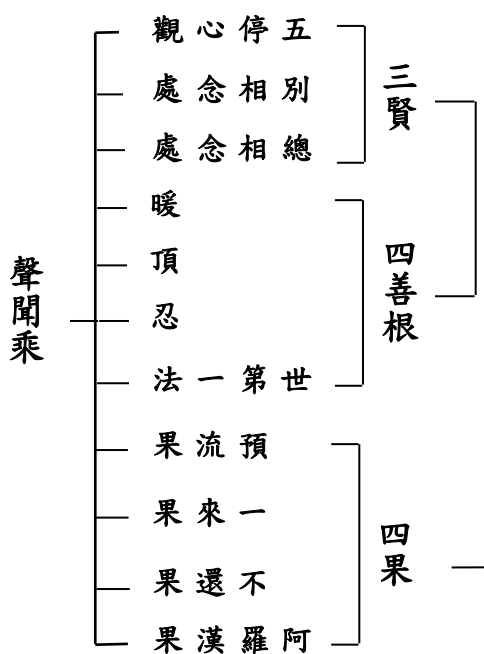 三賢
五停心觀
別相念處
總相念處
四善根
暖
頂
忍
世第一法
四果
預流果
一來果
不還果
阿羅漢果
聲聞乘